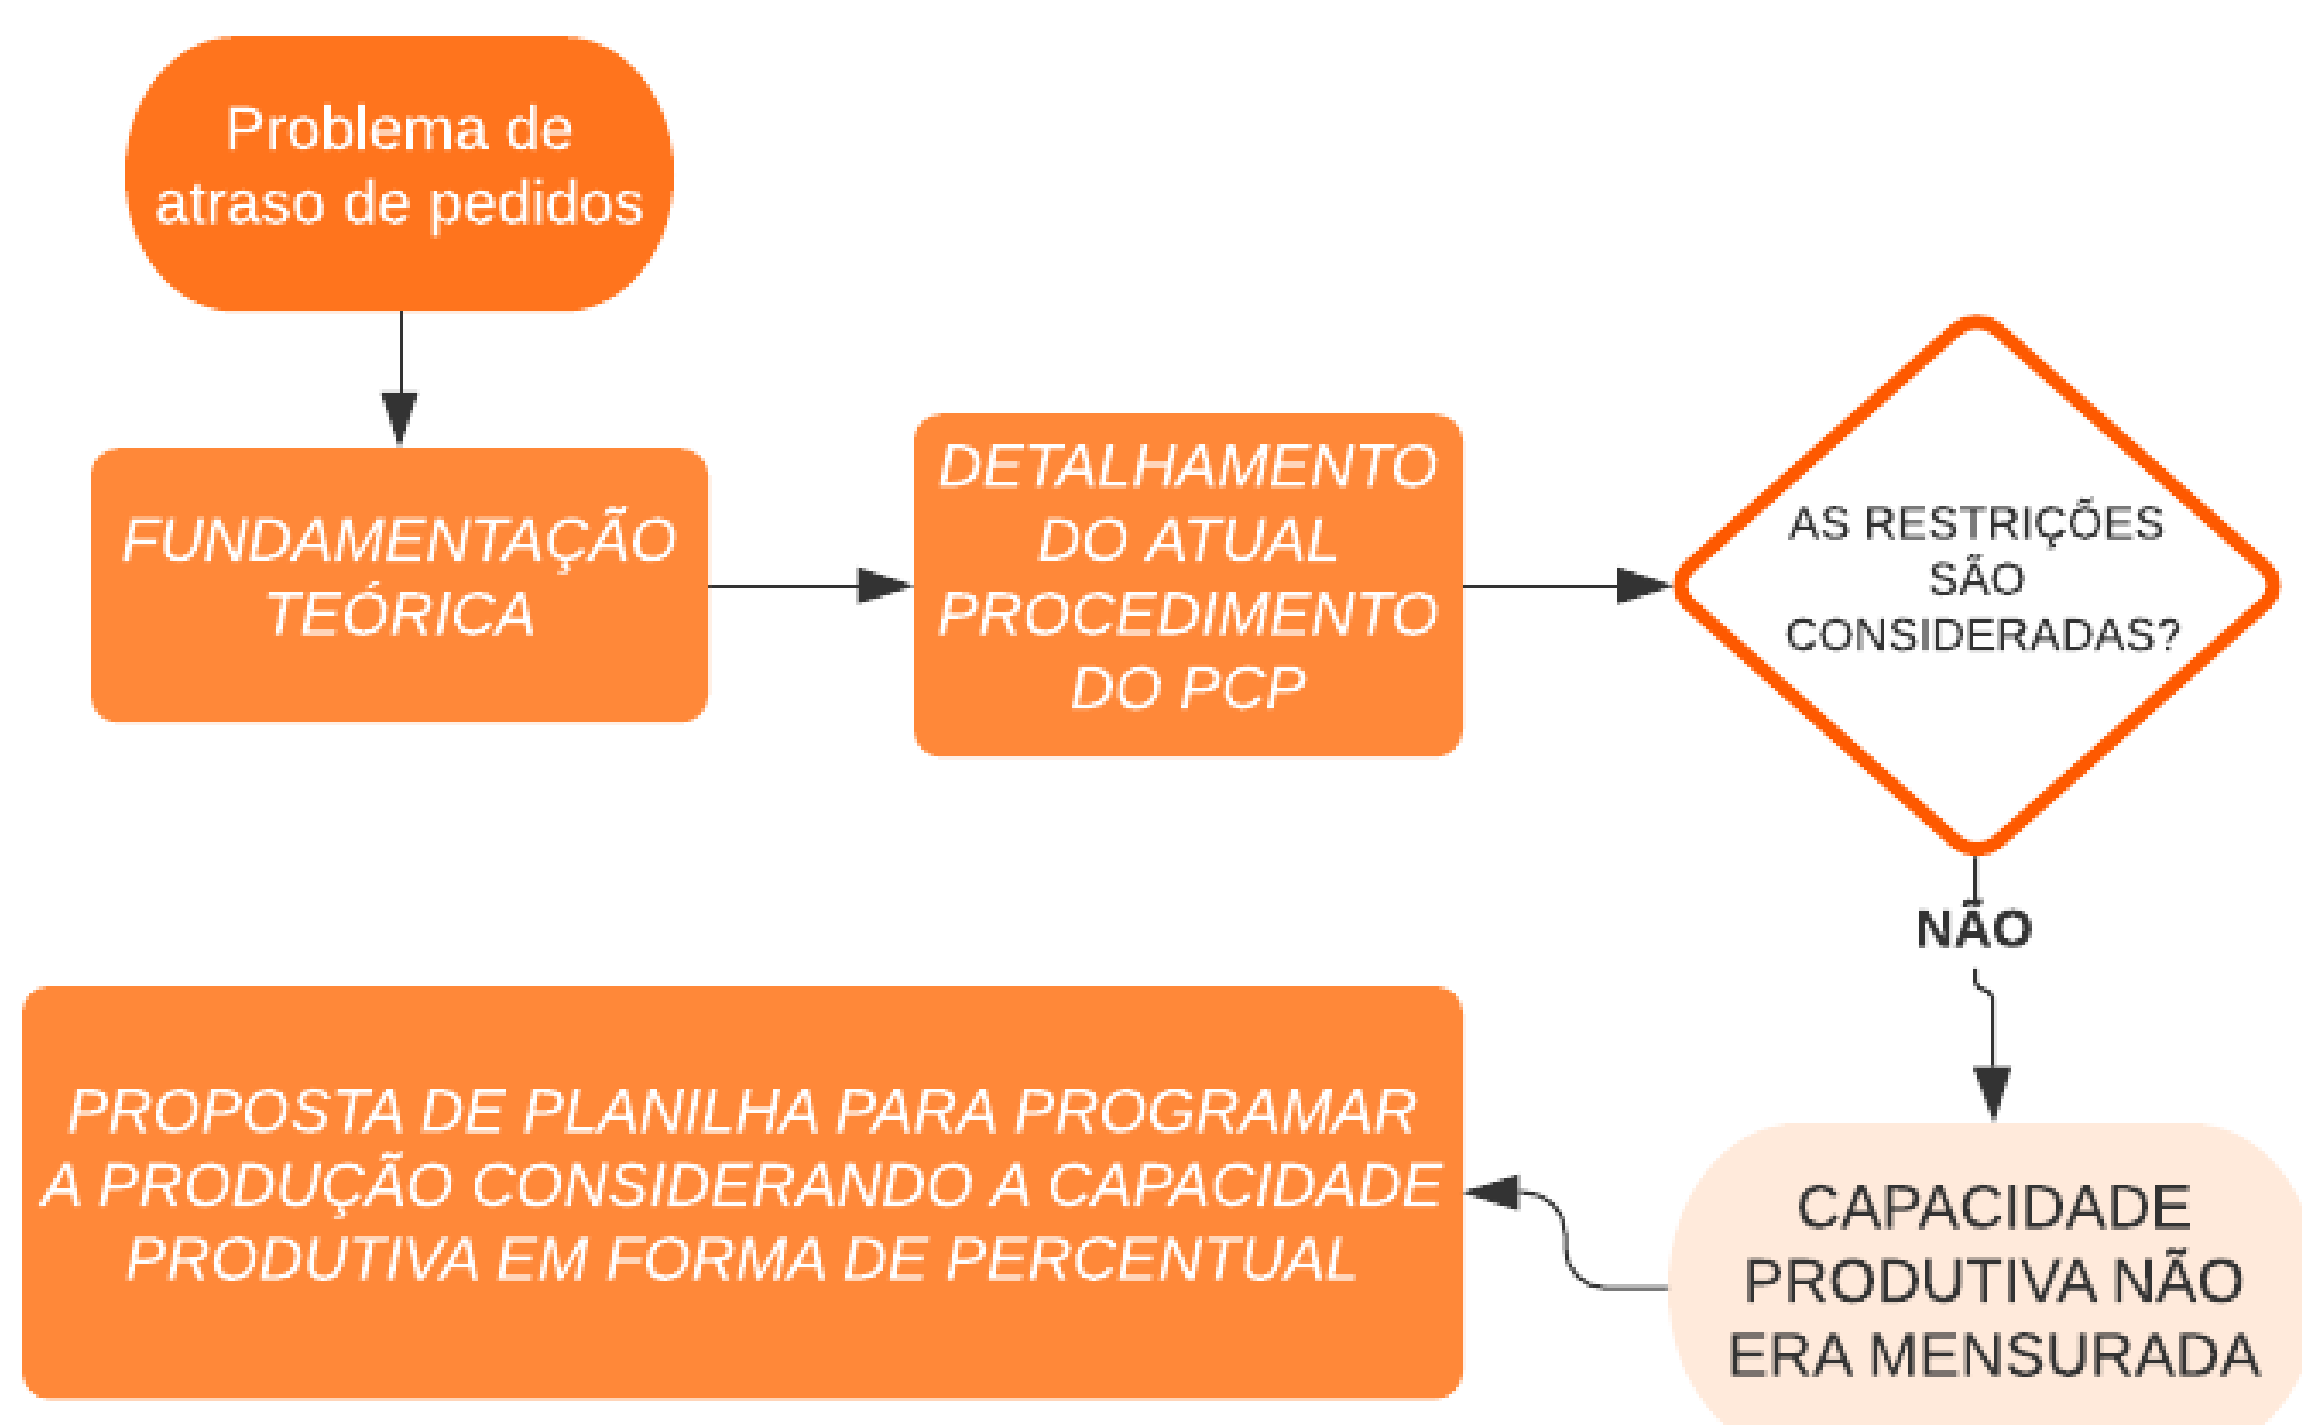 Problema de
atraso de pedidos
FUNDAMENTAÇÃO
TEÓRICA
DETALHAMENTO
DO ATUAL
PROCEDIMENTO
DO PCP
AS RESTRIÇÕES
SÃO
CONSIDERADAS?
NÃO
CAPACIDADE
PRODUTIVA NÃO
ERA MENSURADA
PROPOSTA DE PLANILHA PARA PROGRAMAR
A PRODUÇÃO CONSIDERANDO A CAPACIDADE
PRODUTIVA EM FORMA DE PERCENTUAL